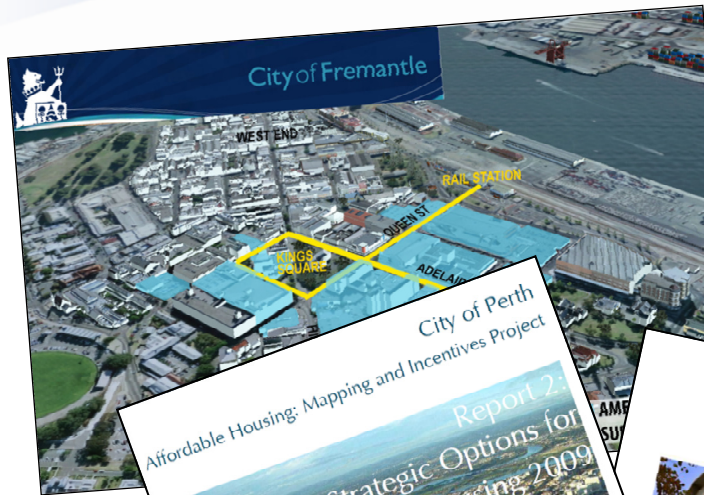 City of Fremantle
WEST END
RAIL STATION
QUEEN ST
KINGS
SQUARE
ADELAI
City of Perth
Affordable Housing: Mapping and Incentives Project
Report 2:
Strategic Options for
2009
AME
SU